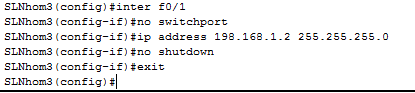 SLNhom3(config)#inter f0/1
SLNhom3(config-if)#no switchport
SLNhom3(config-if)#ip address 198.168.1.2 255.255.255.0
SLNhom3(config-if)#no shutdown
SLNhom3(config-if)#exit
SLNhom3(config)#